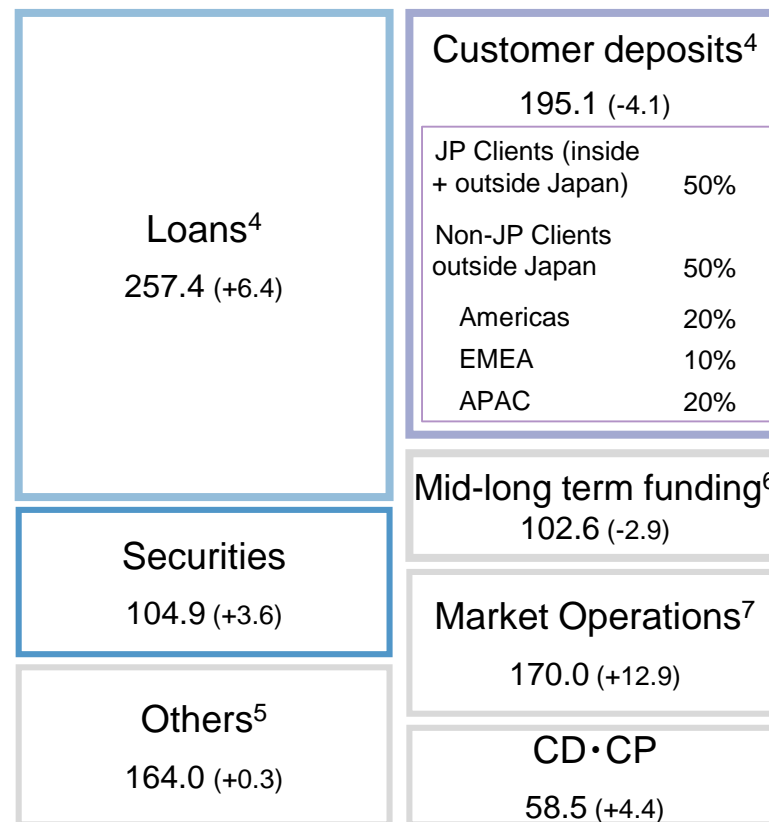 Loans4
257.4 (+6.4)
Securities
104.9 (+3.6)
Others5
164.0 (+0.3)
Customer deposits4
195.1 (-4.1)
JP Clients (inside
+ outside Japan) 50%
Non-JP Clients
outside Japan 50%
Americas 20%
EMEA 10%
APAC 20%
Mid-long term funding6
102.6 (-2.9)
Market Operations7
170.0 (+12.9)
CD・CP
58.5 (+4.4)